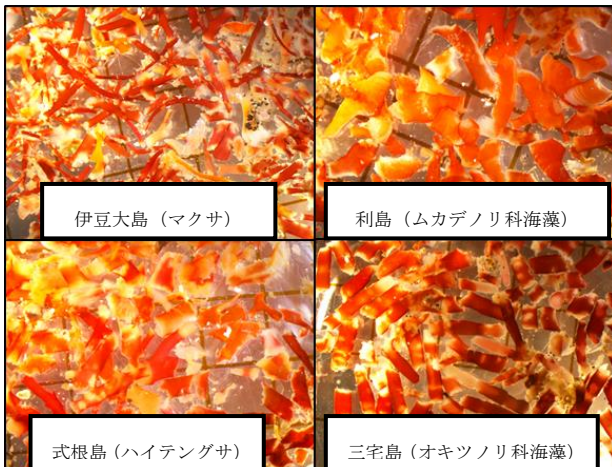 伊豆大島（マクサ）
利島（ムカデノリ科海藻）
式根島（ハイテングサ）
三宅島（オキツノリ科海藻）